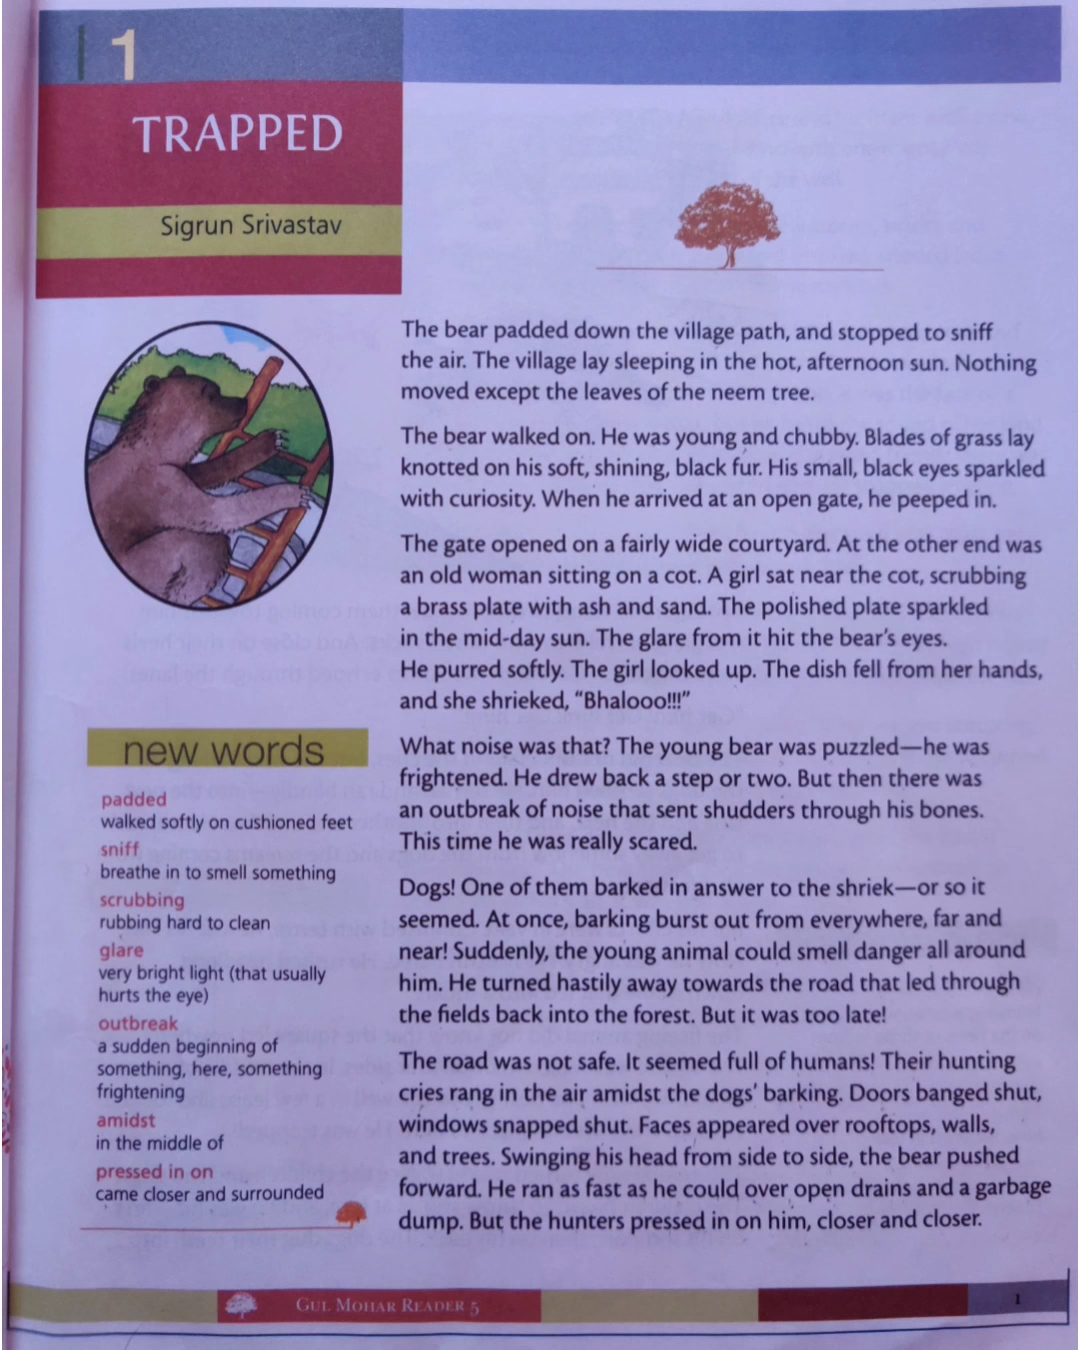 1
TRAPPED
Sigrun Srivastav
The bear padded down the village path, and stopped to sniff
the air. The village lay sleeping in the hot, afternoon sun. Nothing
moved except the leaves of the neem tree.
The bear walked on. He was young and chubby. Blades of grass lay
knotted on his soft, shining, black fur. His small, black eyes sparkled
with curiosity. When he arrived at an open gate, he peeped in.
The gate opened on a fairly wide courtyard. At the other end was
an old woman sitting on a cot. A girl sat near the cot, scrubbing
a brass plate with ash and sand. The polished plate sparkled
in the mid-day sun. The glare from it hit the bear's eyes.
He purred softly. The girl looked up. The dish fell from her hands,
and she shrieked, "Bhalooo!!!"
What noise was that? The young bear was puzzled—he was
frightened. He drew back a step or two. But then there was
an outbreak of noise that sent shudders through his bones.
This time he was really scared.
Dogs! One of them barked in answer to the shriek—or so it
seemed. At once, barking burst out from everywhere, far and
near! Suddenly, the young animal could smell danger all around
him. He turned hastily away towards the road that led through
the fields back into the forest. But it was too late!
The road was not safe. It seemed full of humans! Their hunting
cries rang in the air amidst the dogs' barking. Doors banged shut,
windows snapped shut. Faces appeared over rooftops, walls,
and trees. Swinging his head from side to side, the bear pushed
forward. He ran as fast as he could over open drains and a garbage
dump. But the hunters pressed in on him, closer and closer.
new words
padded
walked softly on cushioned feet
sniff
breathe in to smell something
scrubbing
rubbing hard to clean
glare
very bright light (that usually
hurts the eye)
outbreak
a sudden beginning of
something, here, something
frightening
amidst
in the middle of
pressed in on
came closer and surrounded
GUL MOHAR READER 5
1